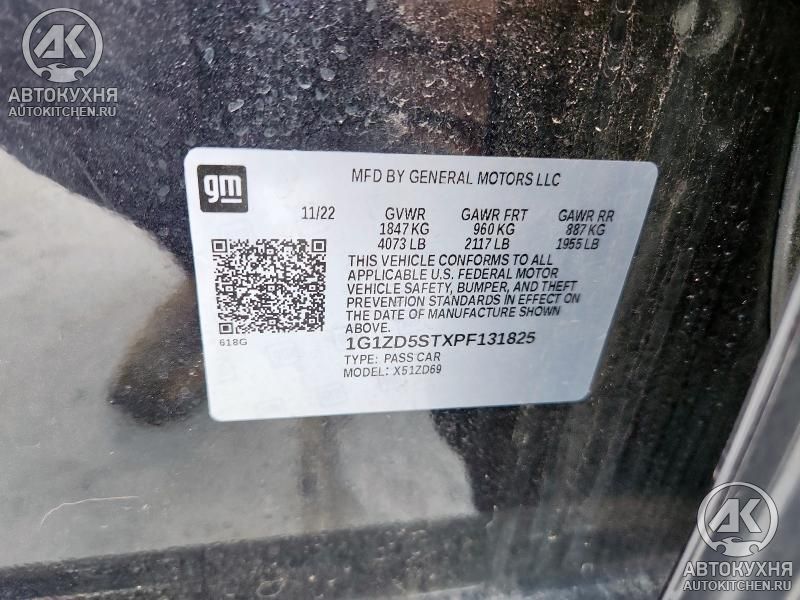 АК
АВТОКУХНЯ
AUTOKITCHEN.RU
gm
MFD BY GENERAL MOTORS LLC
11/22 GVWR GAWR FRT GAWR RR
1847 KG 960 KG 887 KG
4073 LB 2117 LB 1955 LB
THIS VEHICLE CONFORMS TO ALL
APPLICABLE U.S. FEDERAL MOTOR
VEHICLE SAFETY, BUMPER, AND THEFT
PREVENTION STANDARDS IN EFFECT ON
THE DATE OF MANUFACTURE SHOWN
ABOVE.
618G
1G1ZD5STXPF131825
TYPE: PASS CAR
MODEL: X51ZD69
АК
АВТОКУХНЯ
AUTOKITCHEN.RU